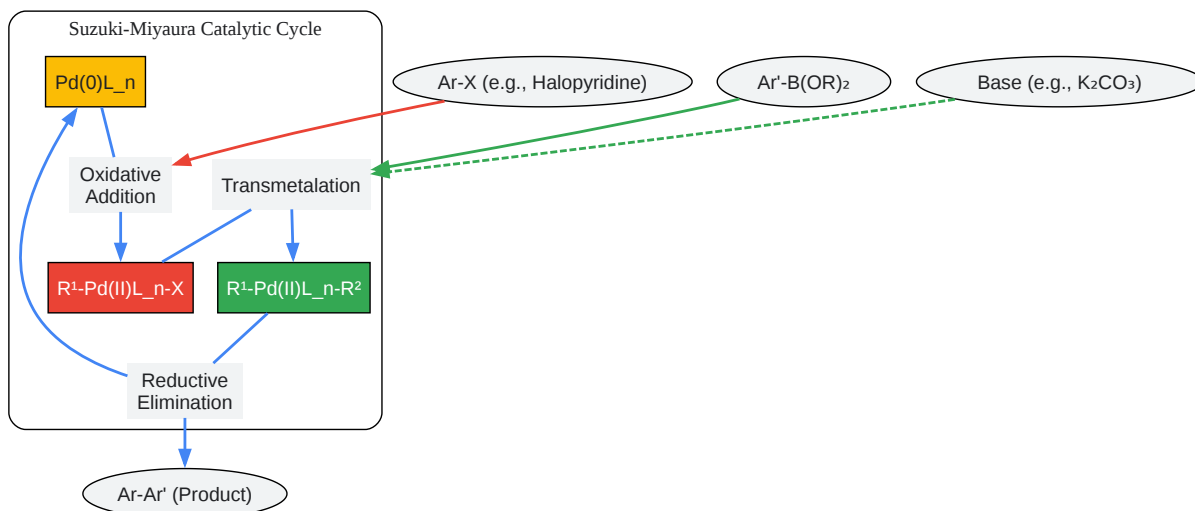 Suzuki-Miyaura Catalytic Cycle
Pd(0)L_n
Ar-X (e.g., Halopyridine)
Ar'-B(OR)₂
Base (e.g., K₂CO₃)
Oxidative
Addition
Transmetalation
R¹-Pd(II)L_n-X
R¹-Pd(II)L_n-R²
Reductive
Elimination
Ar-Ar' (Product)